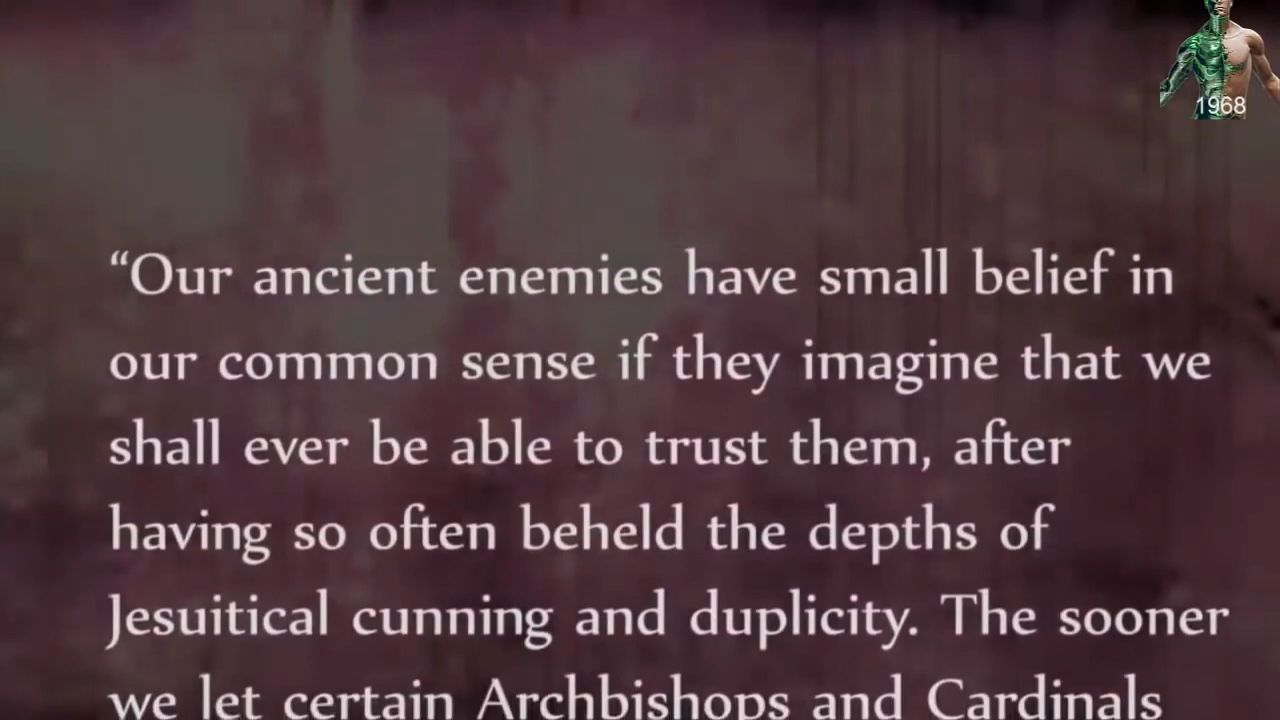 1968
“Our ancient enemies have small belief in
our common sense if they imagine that we
shall ever be able to trust them, after
having so often beheld the depths of
Jesuitical cunning and duplicity. The sooner
we let certain Archbishops and Cardinals